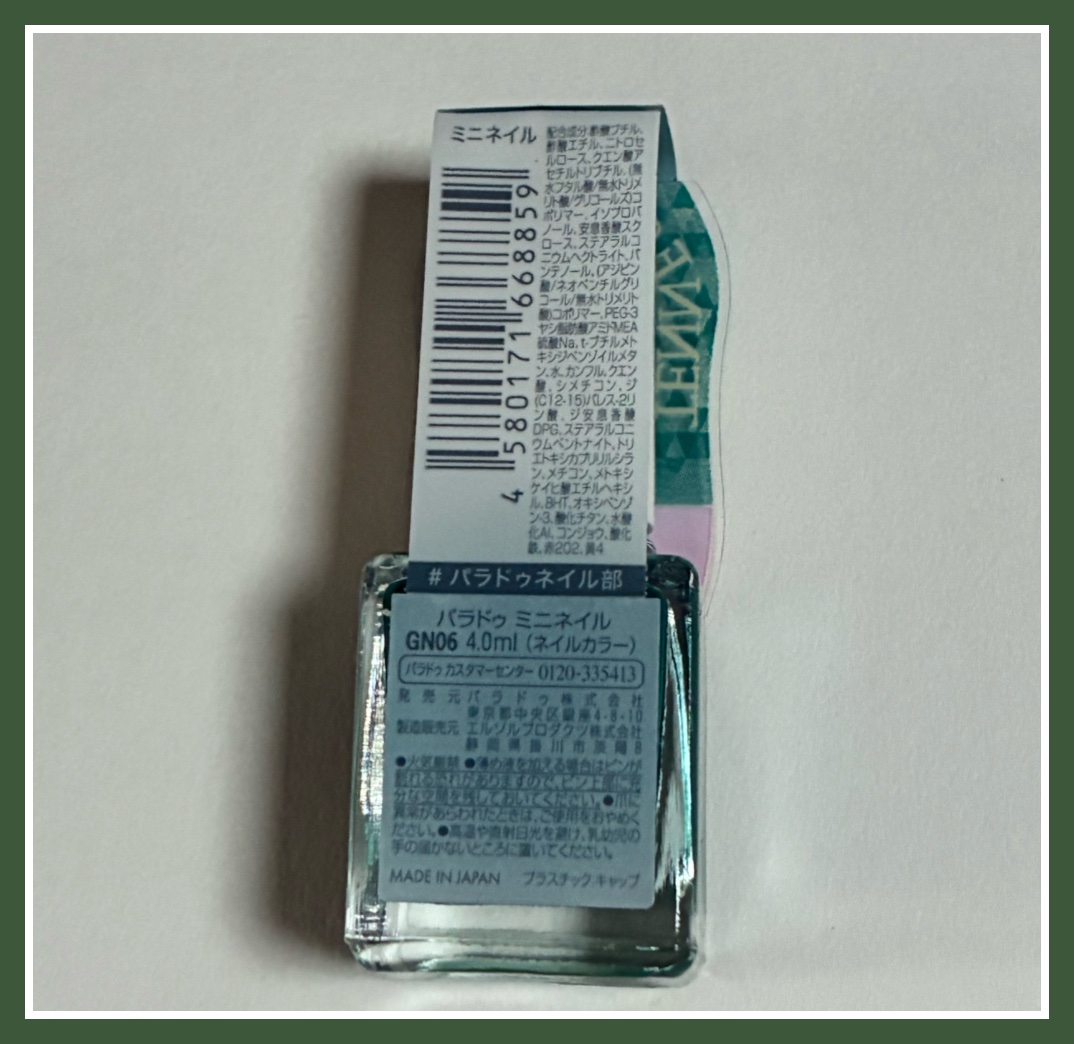 ミニネイル
4 580171 668859
配合成分:酢酸ブチル、
酢酸エチル、ニトロセ
ルロース、クエン酸ア
セチルトリブチル、(無
水フタル酸/無水トリメ
リト酸/グリコールズ)コ
ポリマー、イソプロパ
ノール、安息香酸スク
ロース、ステアラルコ
ニウムヘクトライト、パ
ンテノール、(アジピン
酸/ネオペンチルグリ
コール/無水トリメリト
酸)コポリマー、PEG-3
ヤシ脂肪酸アミドMEA
硫酸Na、t-ブチルメト
キシジベンゾイルメタ
ン、水、カンフル、クエン
酸、シメチコン、ジ
(C12-15)パレス-2リ
ン酸、ジ安息香酸
DPG、ステアラルコニ
ウムベントナイト、トリ
エトキシカプリリルシラ
ン、メチコン、メトキシ
ケイヒ酸エチルヘキシ
ル、BHT、オキシベンゾ
ン-3、酸化チタン、水酸
化Al、コンジョウ、酸化
鉄、赤202、黄4
# パラドゥネイル部
パラドゥ ミニネイル
GN06 4.0ml (ネイルカラー)
パラドゥカスタマーセンター 0120-335413
発売元 パラドゥ株式会社
東京都中央区銀座4-8-10
製造販売元 エルソルプロダクツ株式会社
静岡県掛川市淡陽8
●火気厳禁 ●薄め液を加える場合はビンが
割れる恐れがありますので、ビン上部に充
分な空間を残しておいてください。●爪に
異常があらわれたときは、ご使用をおやめく
ださい。●高温や直射日光を避け、乳幼児の
手の届かないところに置いてください。
MADE IN JAPAN プラスチック:キャップ